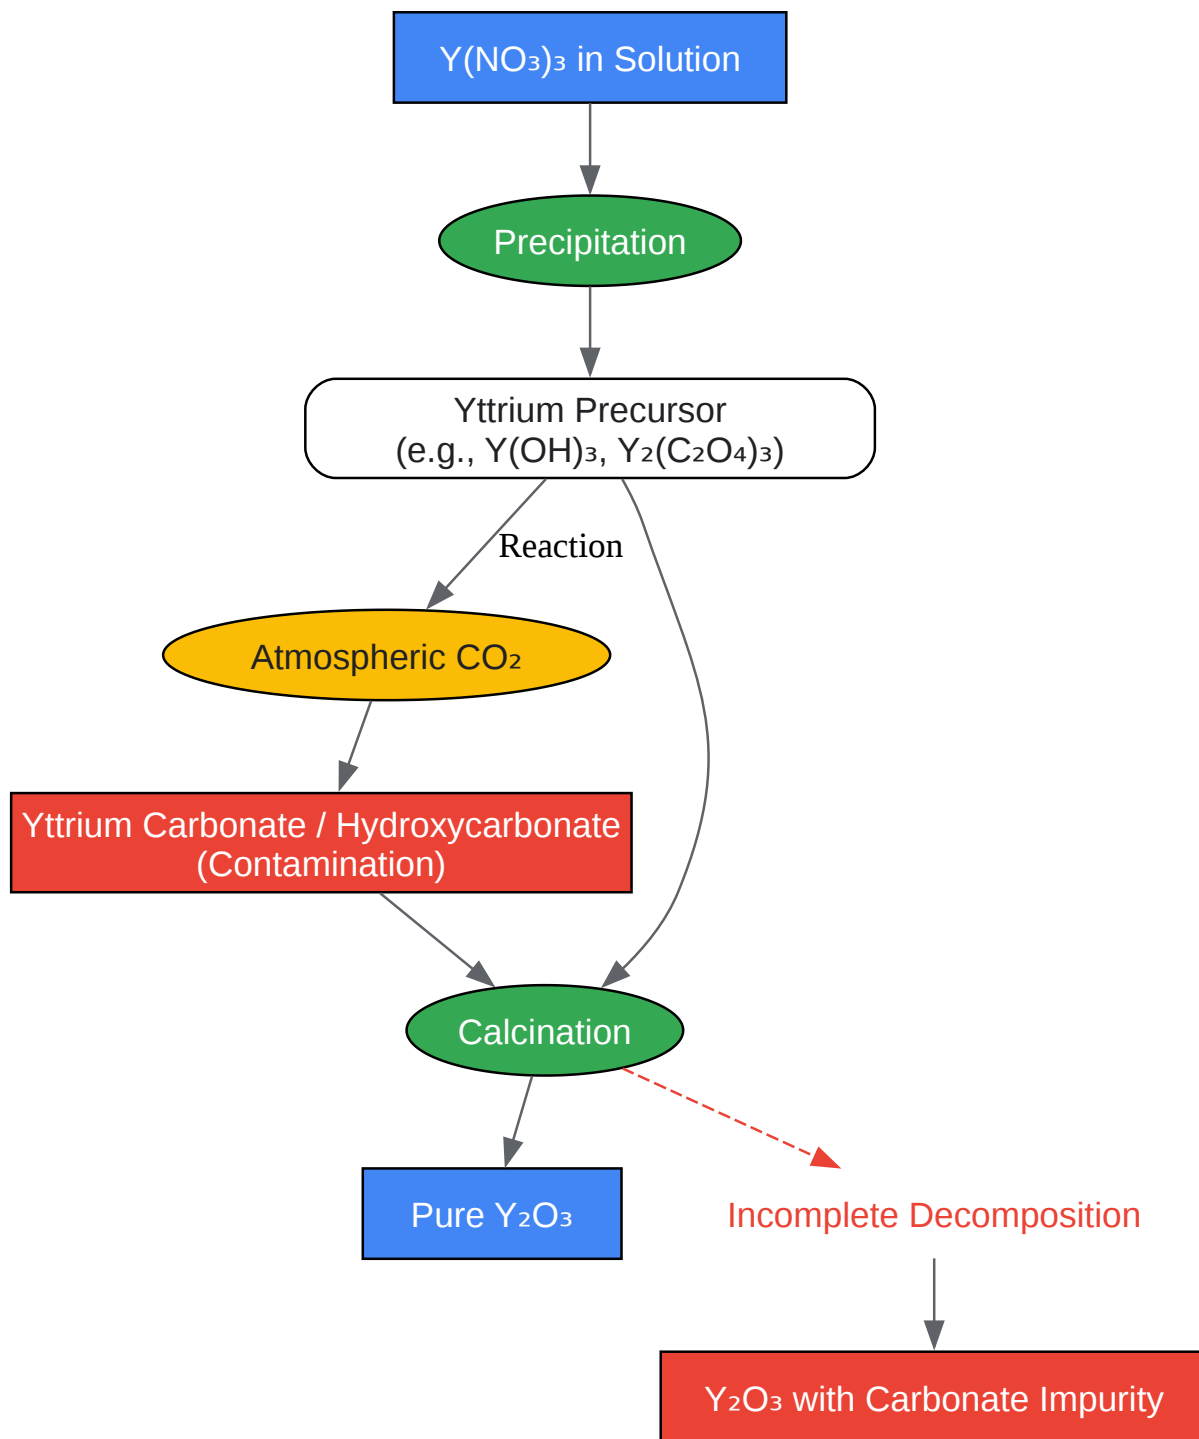 Y(NO₃)₃ in Solution
Precipitation
Yttrium Precursor
(e.g., Y(OH)₃, Y₂(C₂O₄)₃)
Reaction
Atmospheric CO₂
Yttrium Carbonate / Hydroxycarbonate
(Contamination)
Calcination
Pure Y₂O₃
Incomplete Decomposition
Y₂O₃ with Carbonate Impurity